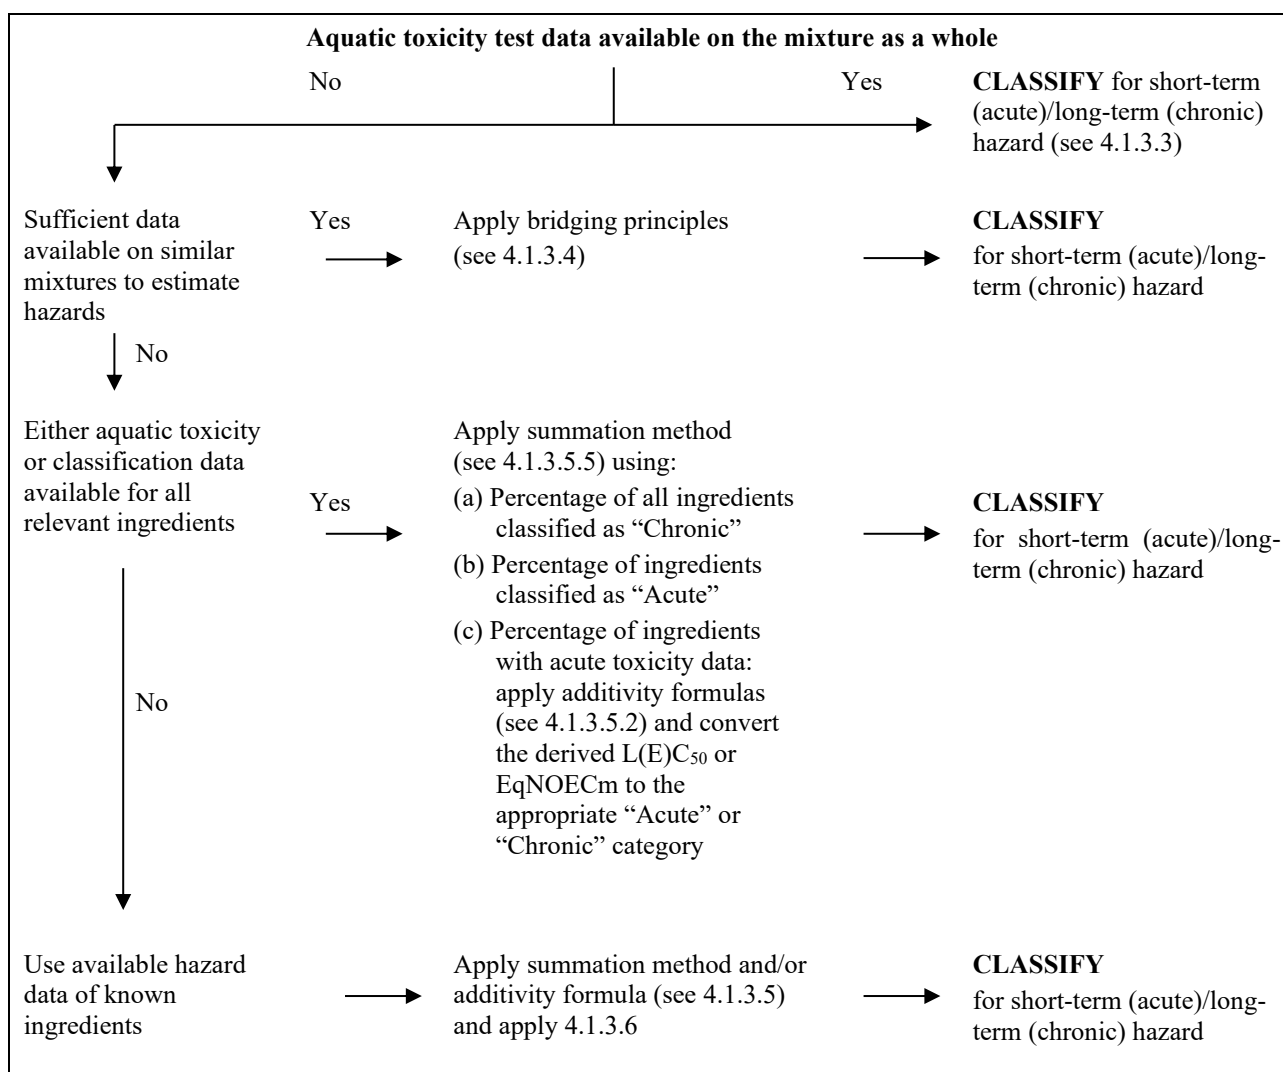 Aquatic toxicity test data available on the mixture as a whole
No
Yes
CLASSIFY for short-term
(acute)/long-term (chronic)
hazard (see 4.1.3.3)
Sufficient data
available on similar
mixtures to estimate
hazards
Yes
Apply bridging principles
(see 4.1.3.4)
CLASSIFY
for short-term (acute)/long-
term (chronic) hazard
No
Either aquatic toxicity
or classification data
available for all
relevant ingredients
Yes
Apply summation method
(see 4.1.3.5.5) using:
(a) Percentage of all ingredients
classified as “Chronic”
(b) Percentage of ingredients
classified as “Acute”
(c) Percentage of ingredients
with acute toxicity data:
apply additivity formulas
(see 4.1.3.5.2) and convert
the derived L(E)C₅₀ or
EqNOECm to the
appropriate “Acute” or
“Chronic” category
CLASSIFY
for short-term (acute)/long-
term (chronic) hazard
No
Use available hazard
data of known
ingredients
Apply summation method and/or
additivity formula (see 4.1.3.5)
and apply 4.1.3.6
CLASSIFY
for short-term (acute)/long-
term (chronic) hazard